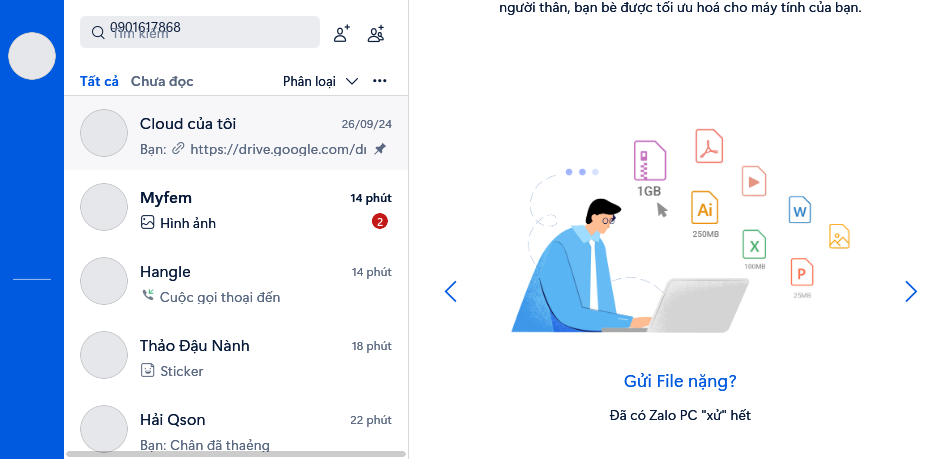 0901617868
Tìm kiếm
Tất cả
Chưa đọc
Phân loại
Cloud của tôi
26/09/24
Bạn: https://drive.google.com/dr
Myfem
14 phút
Hình ảnh
2
Hangle
14 phút
Cuộc gọi thoại đến
Thảo Đậu Nành
18 phút
Sticker
Hải Qson
22 phút
Bạn: Chân đã thaẻng
người thân, bạn bè được tối ưu hoá cho máy tính của bạn.
1GB
Ai
250MB
W
X
100MB
P
25MB
Gửi File nặng?
Đã có Zalo PC "xử" hết